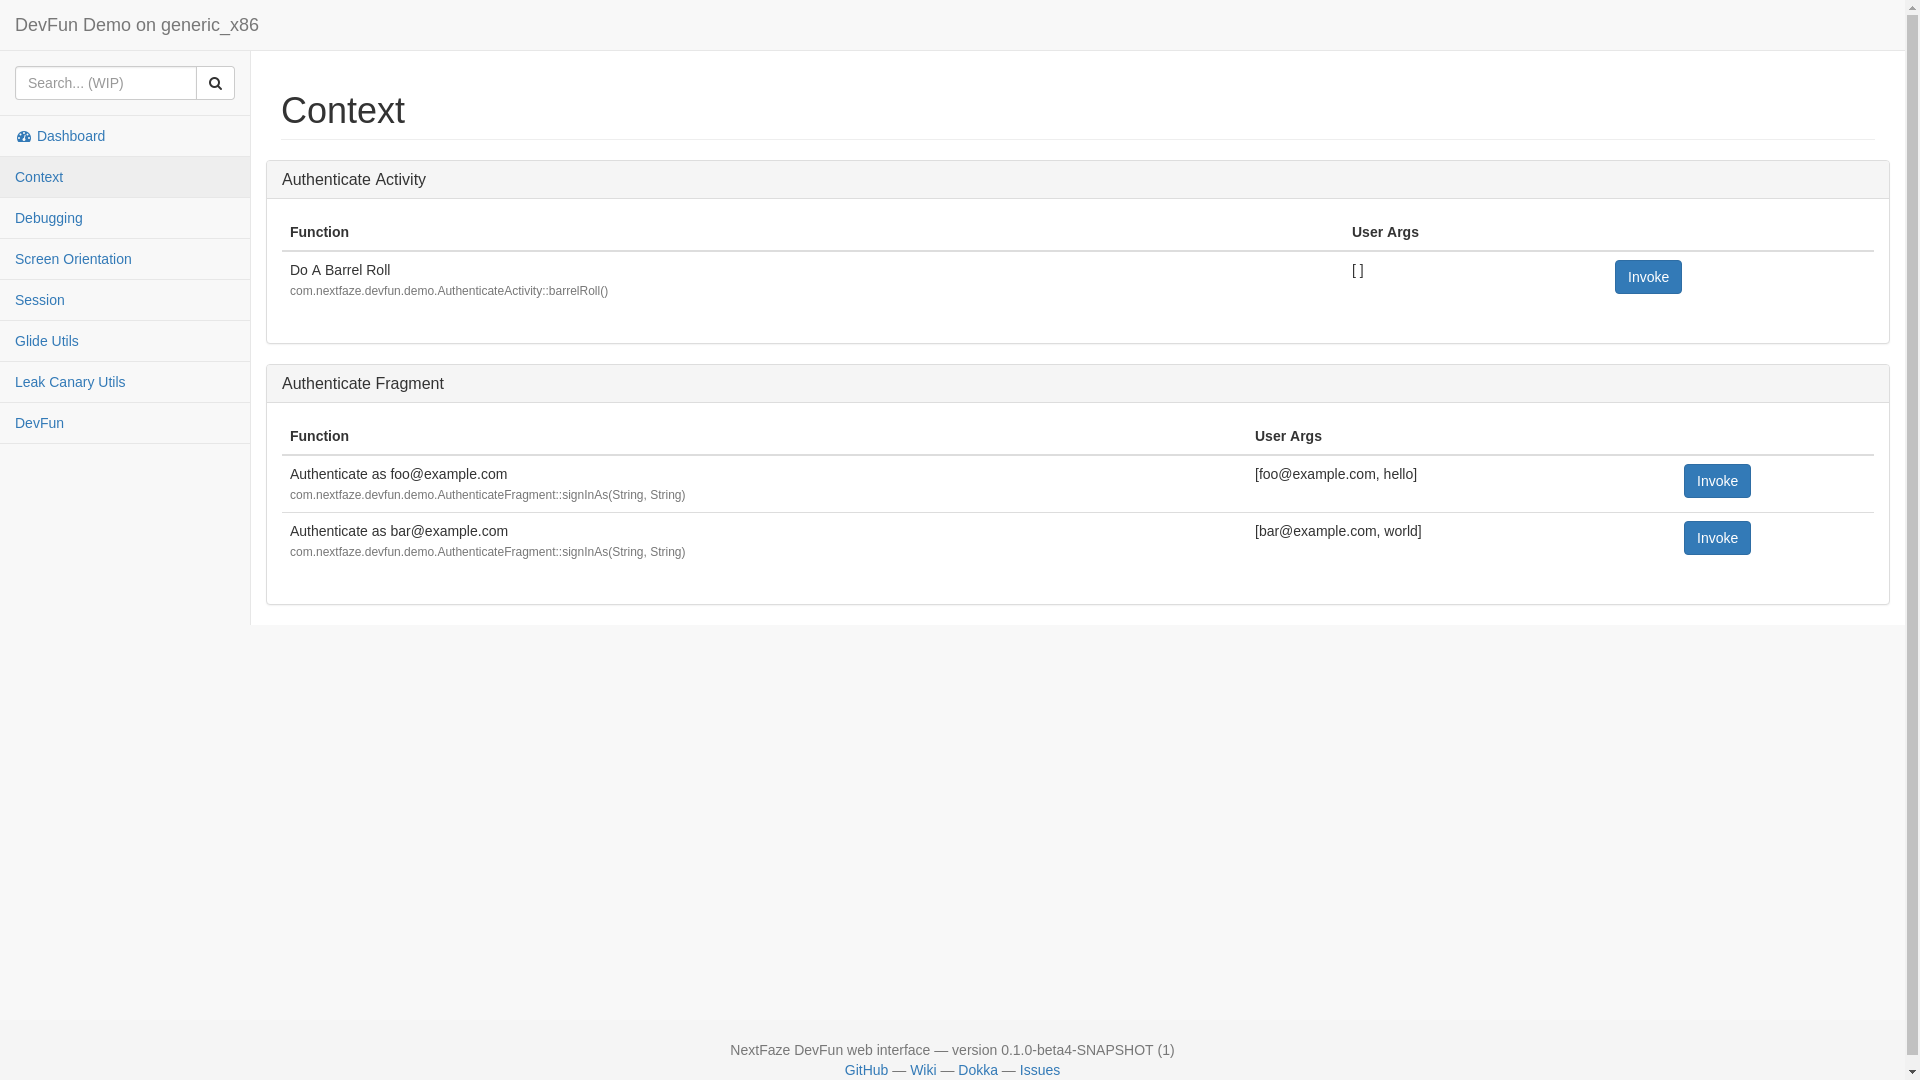 DevFun Demo on generic_x86
Search... (WIP)
Dashboard
Context
Debugging
Screen Orientation
Session
Glide Utils
Leak Canary Utils
DevFun
Context
Authenticate Activity
Function User Args
Do A Barrel Roll [ ] Invoke
com.nextfaze.devfun.demo.AuthenticateActivity::barrelRoll()
Authenticate Fragment
Function User Args
Authenticate as foo@example.com [foo@example.com, hello] Invoke
com.nextfaze.devfun.demo.AuthenticateFragment::signInAs(String, String)
Authenticate as bar@example.com [bar@example.com, world] Invoke
com.nextfaze.devfun.demo.AuthenticateFragment::signInAs(String, String)
NextFaze DevFun web interface — version 0.1.0-beta4-SNAPSHOT (1)
GitHub — Wiki — Dokka — Issues